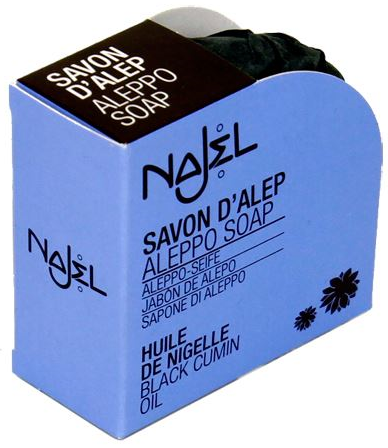 SAVON
D'ALEP
ALEPPO
SOAP
NAJEL
NAJEL
SAVON D'ALEP
ALEPPO SOAP
ALEPPO-SEIFE
JABÓN DE ALEPO
SAPONE DI ALEPPO
HUILE
DE NIGELLE
BLACK CUMIN
OIL